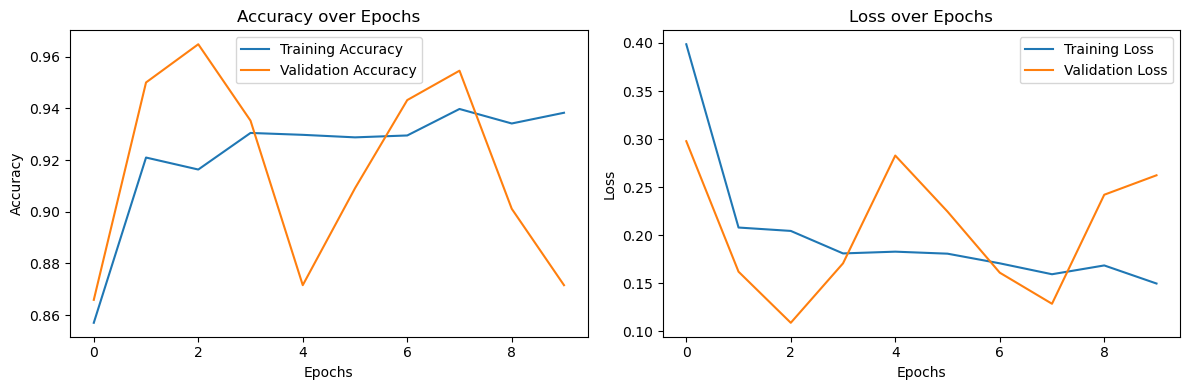 Accuracy over Epochs
Training Accuracy
Validation Accuracy
0.96
0.94
0.92
0.90
0.88
0.86
Accuracy
0 2 4 6 8
Epochs
Loss over Epochs
Training Loss
Validation Loss
0.40
0.35
0.30
0.25
0.20
0.15
0.10
Loss
0 2 4 6 8
Epochs